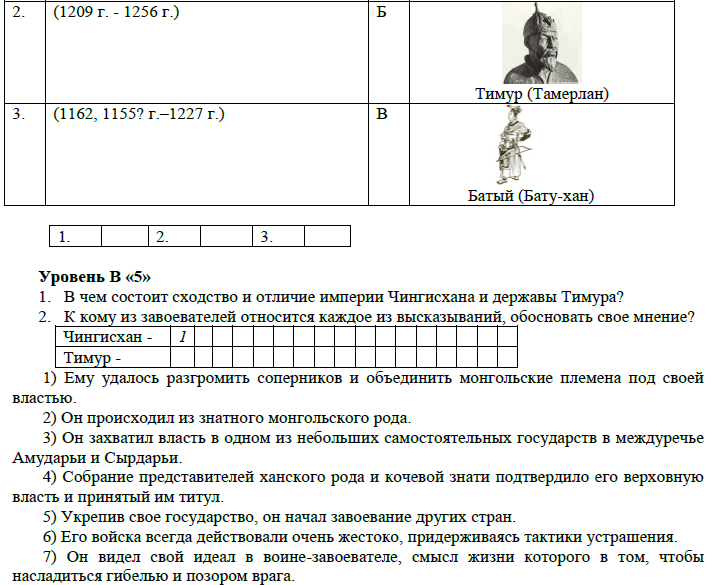 2. (1209 г. - 1256 г.) Б
Тимур (Тамерлан)
3. (1162, 1155? г.–1227 г.) В
Батый (Бату-хан)
1. 2. 3.
Уровень В «5»
1. В чем состоит сходство и отличие империи Чингисхана и державы Тимура?
2. К кому из завоевателей относится каждое из высказываний, обосновать свое мнение?
Чингисхан - 1
Тимур -
1) Ему удалось разгромить соперников и объединить монгольские племена под своей
властью.
2) Он происходил из знатного монгольского рода.
3) Он захватил власть в одном из небольших самостоятельных государств в междуречье
Амударьи и Сырдарьи.
4) Собрание представителей ханского рода и кочевой знати подтвердило его верховную
власть и принятый им титул.
5) Укрепив свое государство, он начал завоевание других стран.
6) Его войска всегда действовали очень жестоко, придерживаясь тактики устрашения.
7) Он видел свой идеал в воине-завоевателе, смысл жизни которого в том, чтобы
насладиться гибелью и позором врага.